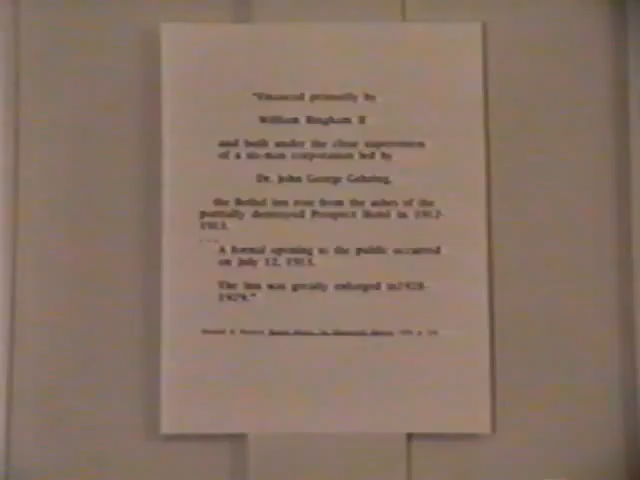 "Financed primarily by
William Bingham II
and built under the close supervision
of a six-man corporation led by
Dr. John George Gehring,
the Bethel Inn rose from the ashes of the
partially destroyed Prospect Hotel in 1912-
1913.
...
A formal opening to the public occurred
on July 12, 1913.
The Inn was greatly enlarged in 1928-
1929."